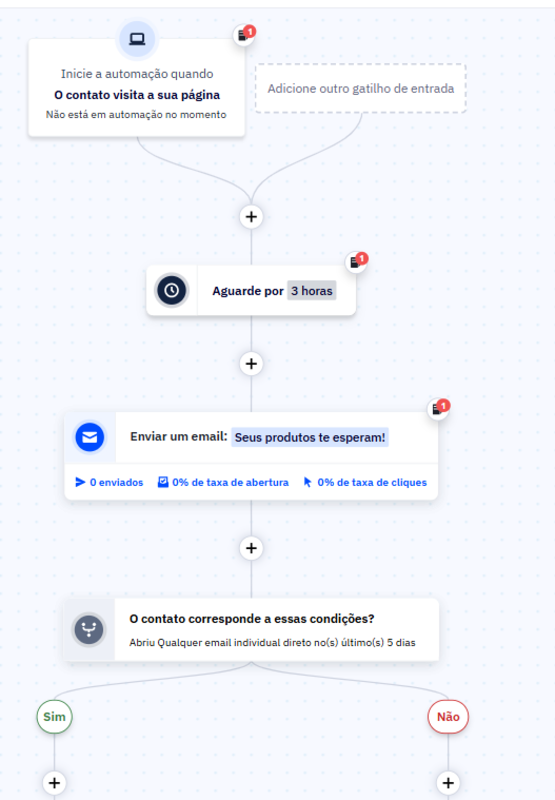 1
Inicie a automação quando
O contato visita a sua página
Não está em automação no momento
Adicione outro gatilho de entrada
1
Aguarde por 3 horas
1
Enviar um email: Seus produtos te esperam!
0 enviados 0% de taxa de abertura 0% de taxa de cliques
O contato corresponde a essas condições?
Abriu Qualquer email individual direto no(s) último(s) 5 dias
Sim Não